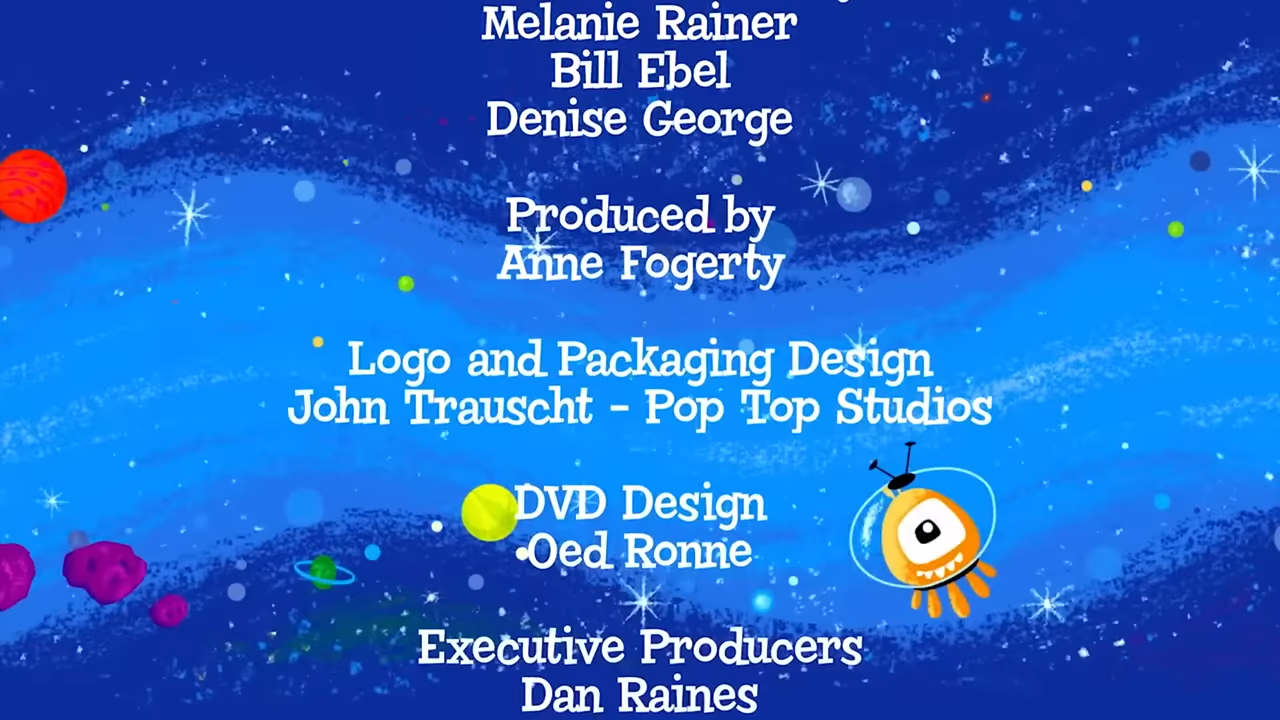 Melanie Rainer
Bill Ebel
Denise George
Produced by
Anne Fogerty
Logo and Packaging Design
John Trauscht - Pop Top Studios
DVD Design
Oed Ronne
Executive Producers
Dan Raines